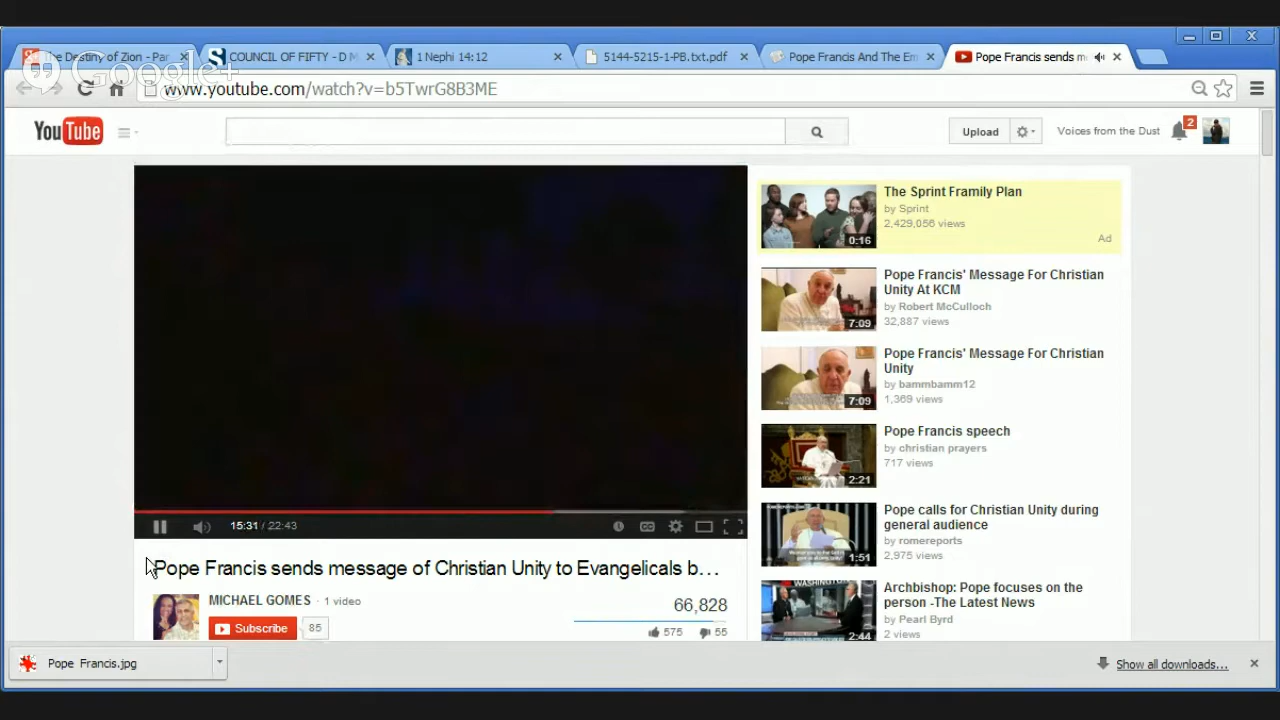 the Destiny of Zion - Pac
COUNCIL OF FIFTY - D M
1 Nephi 14:12
5144-5215-1-PB.txt.pdf
Pope Francis And The Em
Pope Francis sends m
Google+
www.youtube.com/watch?v=b5TwrG8B3ME
YouTube
Upload
Voices from the Dust
2
The Sprint Framily Plan
by Sprint
2,429,056 views
Ad
0:16
Pope Francis' Message For Christian
Unity At KCM
by Robert McCulloch
32,887 views
7:09
Pope Francis' Message For Christian
Unity
by bammbamm12
1,369 views
7:09
Pope Francis speech
by christian prayers
717 views
2:21
Pope calls for Christian Unity during
general audience
by romereports
2,975 views
1:51
Archbishop: Pope focuses on the
person -The Latest News
by Pearl Byrd
2 views
2:44
15:31 / 22:43
CC
Pope Francis sends message of Christian Unity to Evangelicals b...
MICHAEL GOMES · 1 video
Subscribe
85
66,828
575
55
Pope Francis.jpg
Show all downloads...